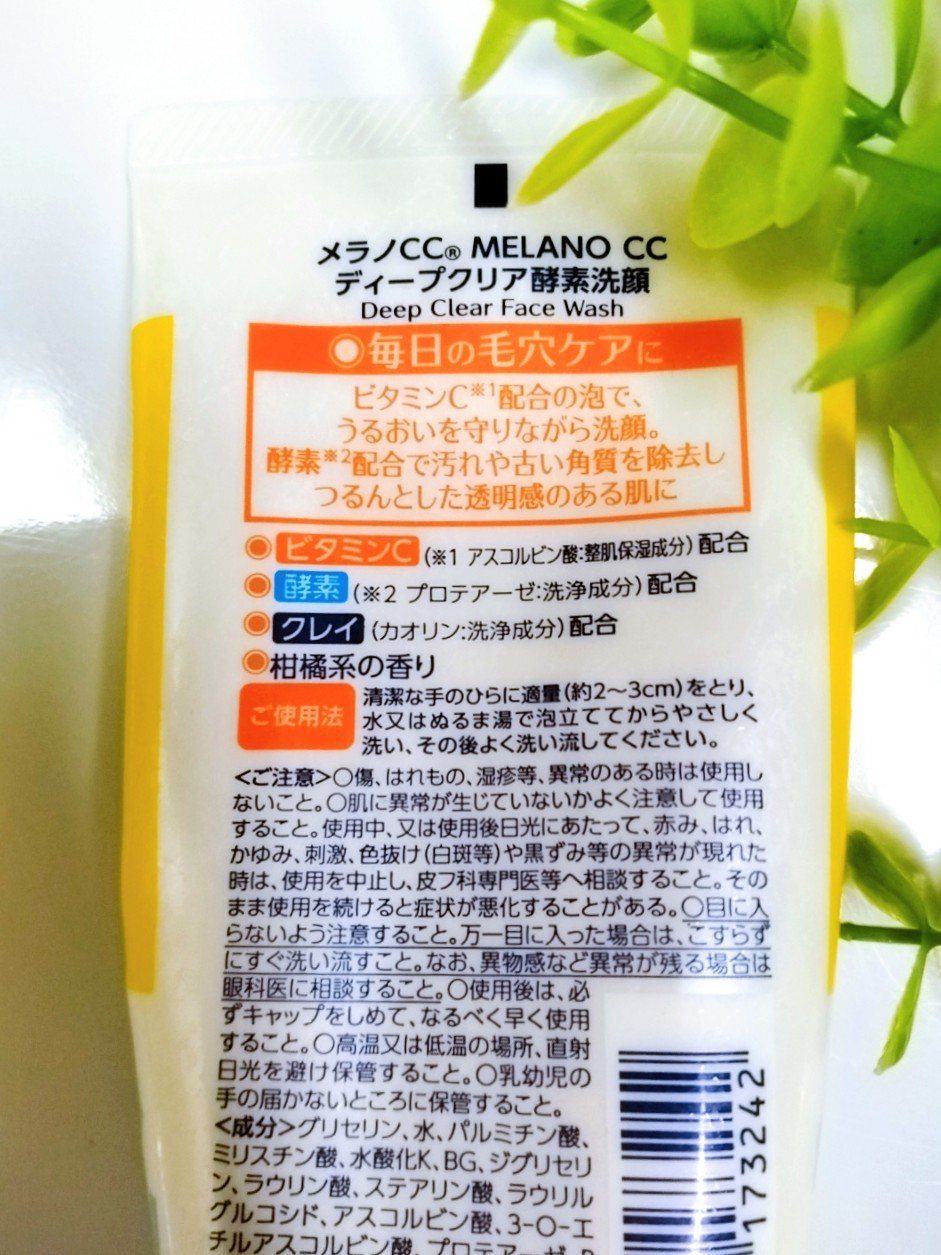 メラノCC® MELANO CC
ディープクリア酵素洗顔
Deep Clear Face Wash
◉毎日の毛穴ケアに
ビタミンC※1配合の泡で、
うるおいを守りながら洗顔。
酵素※2配合で汚れや古い角質を除去し
つるんとした透明感のある肌に
◉ビタミンC(※1 アスコルビン酸:整肌保湿成分)配合
◉酵素(※2 プロテアーゼ:洗浄成分)配合
◉クレイ(カオリン:洗浄成分)配合
◉柑橘系の香り
ご使用法
清潔な手のひらに適量(約2〜3cm)をとり、
水又はぬるま湯で泡立ててからやさしく
洗い、その後よく洗い流してください。
<ご注意>○傷、はれもの、湿疹等、異常のある時は使用し
ないこと。○肌に異常が生じていないかよく注意して使用
すること。使用中、又は使用後日光にあたって、赤み、はれ、
かゆみ、刺激、色抜け(白斑等)や黒ずみ等の異常が現れた
時は、使用を中止し、皮フ科専門医等へ相談すること。その
まま使用を続けると症状が悪化することがある。○目に入
らないよう注意すること。万一目に入った場合は、こすらず
にすぐ洗い流すこと。なお、異物感など異常が残る場合は
眼科医に相談すること。○使用後は、必
ずキャップをしめて、なるべく早く使用
すること。○高温又は低温の場所、直射
日光を避け保管すること。○乳幼児の
手の届かないところに保管すること。
<成分>グリセリン、水、パルミチン酸、
ミリスチン酸、水酸化K、BG、ジグリセリ
ン、ラウリン酸、ステアリン酸、ラウリル
グルコシド、アスコルビン酸、3-O-エ
チルアスコルビン酸、プロテアーゼ、
173242